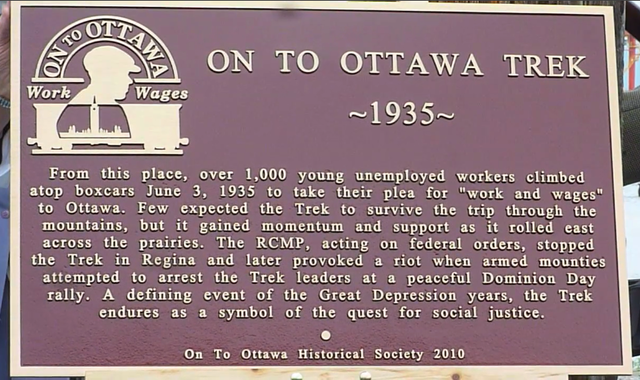 ON TO OTTAWA
Work Wages
ON TO OTTAWA TREK
~1935~
From this place, over 1,000 young unemployed workers climbed
atop boxcars June 3, 1935 to take their plea for "work and wages"
to Ottawa. Few expected the Trek to survive the trip through the
mountains, but it gained momentum and support as it rolled east
across the prairies. The RCMP, acting on federal orders, stopped
the Trek in Regina and later provoked a riot when armed mounties
attempted to arrest the Trek leaders at a peaceful Dominion Day
rally. A defining event of the Great Depression years, the Trek
endures as a symbol of the quest for social justice.
On To Ottawa Historical Society 2010